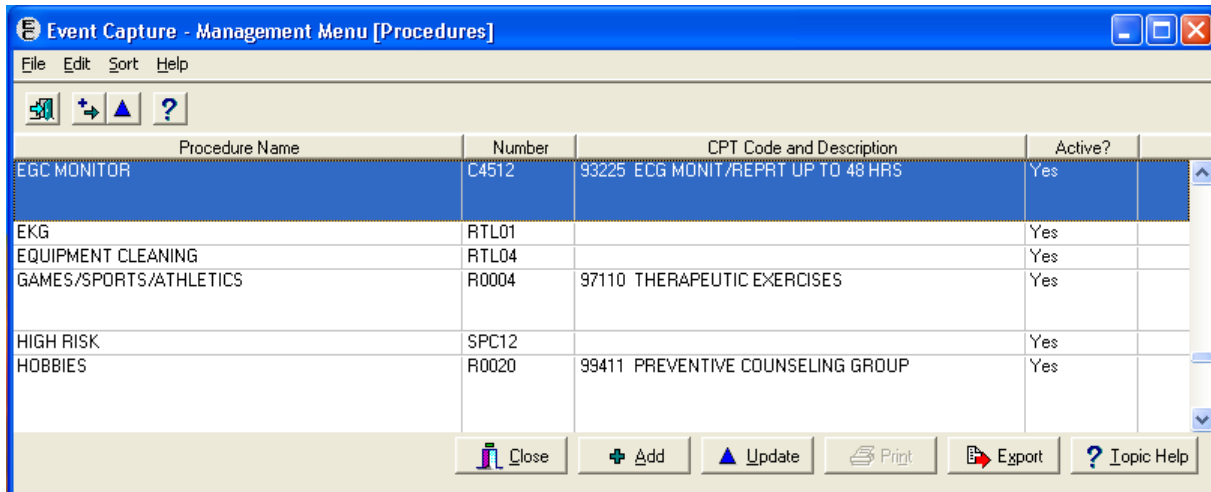 Event Capture - Management Menu [Procedures]
File Edit Sort Help
Procedure Name Number CPT Code and Description Active?
EGC MONITOR C4512 93225 ECG MONIT/REPRT UP TO 48 HRS Yes
EKG RTL01 Yes
EQUIPMENT CLEANING RTL04 Yes
GAMES/SPORTS/ATHLETICS R0004 97110 THERAPEUTIC EXERCISES Yes
HIGH RISK SPC12 Yes
HOBBIES R0020 99411 PREVENTIVE COUNSELING GROUP Yes
Close Add Update Print Export ? Topic Help